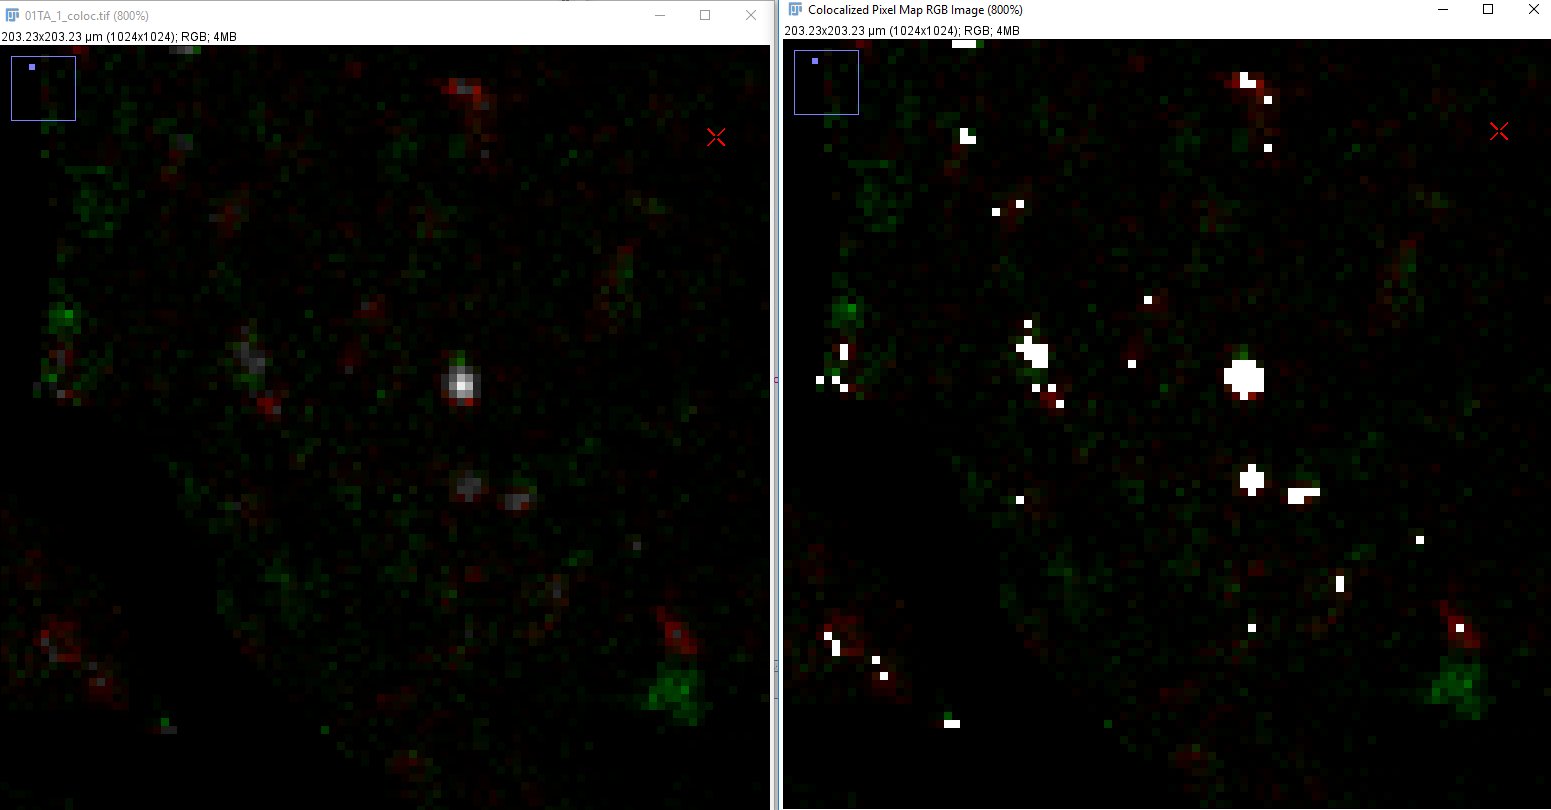 01TA_1_coloc.tif (800%)
203.23x203.23 µm (1024x1024); RGB; 4MB
Colocalized Pixel Map RGB Image (800%)
203.23x203.23 µm (1024x1024); RGB; 4MB